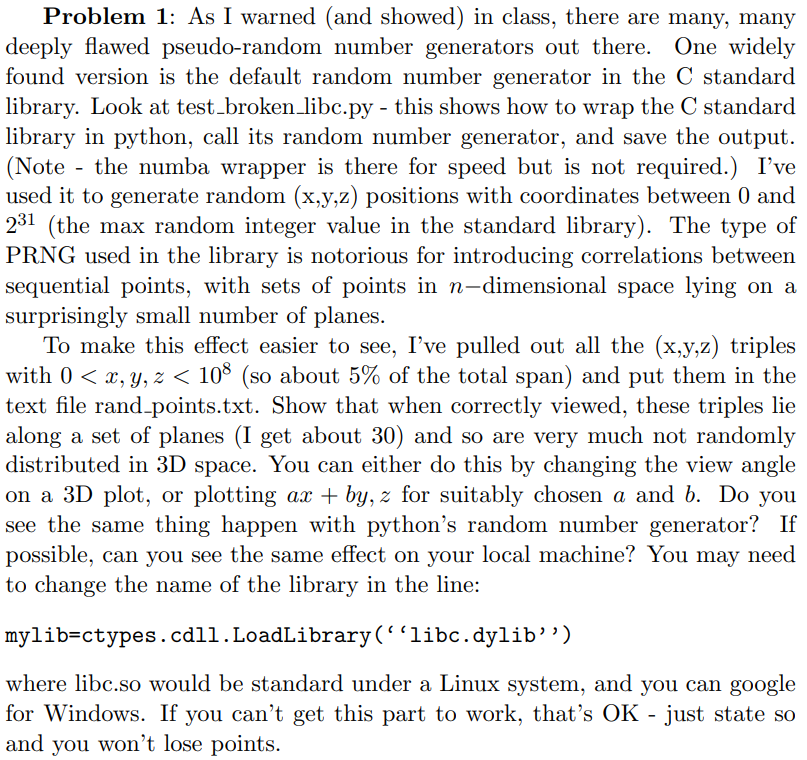 Problem 1: As I warned (and showed) in class, there are many, many
deeply flawed pseudo-random number generators out there. One widely
found version is the default random number generator in the C standard
library. Look at test_broken_libc.py - this shows how to wrap the C standard
library in python, call its random number generator, and save the output.
(Note - the numba wrapper is there for speed but is not required.) I've
used it to generate random (x,y,z) positions with coordinates between 0 and
2³¹ (the max random integer value in the standard library). The type of
PRNG used in the library is notorious for introducing correlations between
sequential points, with sets of points in n−dimensional space lying on a
surprisingly small number of planes.
To make this effect easier to see, I've pulled out all the (x,y,z) triples
with 0 < x, y, z < 10⁸ (so about 5% of the total span) and put them in the
text file rand_points.txt. Show that when correctly viewed, these triples lie
along a set of planes (I get about 30) and so are very much not randomly
distributed in 3D space. You can either do this by changing the view angle
on a 3D plot, or plotting ax + by, z for suitably chosen a and b. Do you
see the same thing happen with python's random number generator? If
possible, can you see the same effect on your local machine? You may need
to change the name of the library in the line:
mylib=ctypes.cdll.LoadLibrary(‘‘libc.dylib’’)
where libc.so would be standard under a Linux system, and you can google
for Windows. If you can't get this part to work, that's OK - just state so
and you won't lose points.